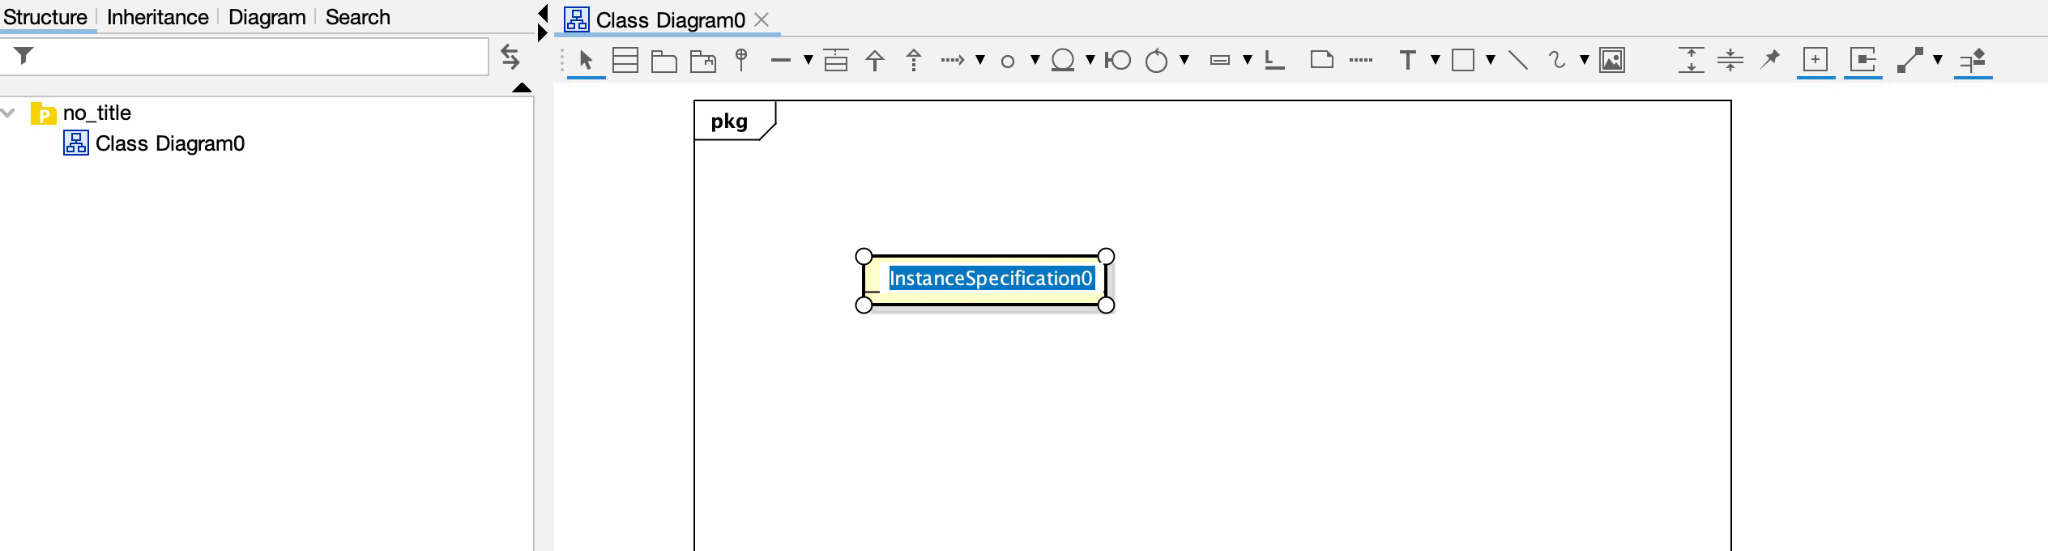 Structure Inheritance Diagram Search
Class Diagram0
T
no_title
Class Diagram0
pkg
InstanceSpecification0